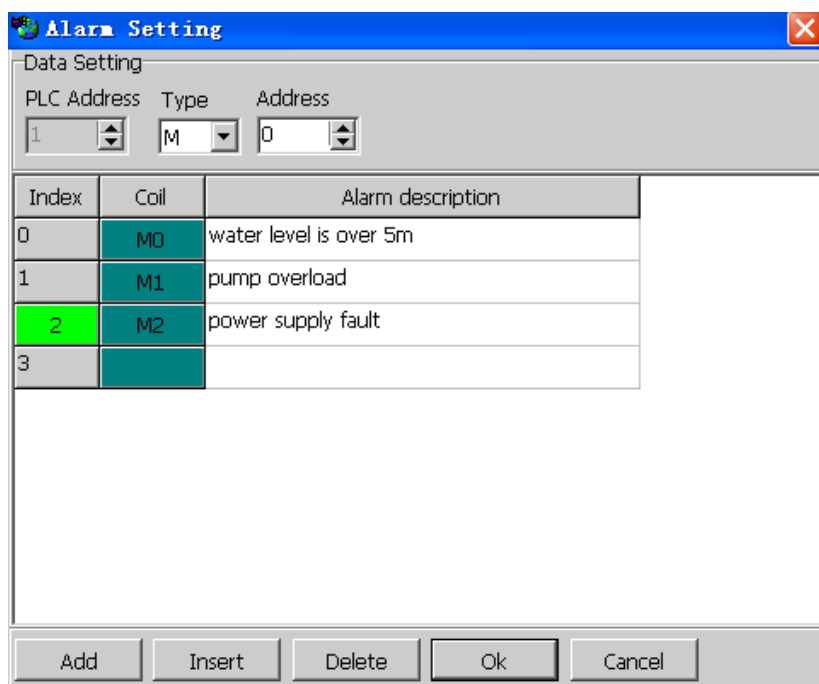 Alarm Setting
Data Setting
PLC Address Type Address
1 M 0
Index Coil Alarm description
0 M0 water level is over 5m
1 M1 pump overload
2 M2 power supply fault
3
Add Insert Delete Ok Cancel